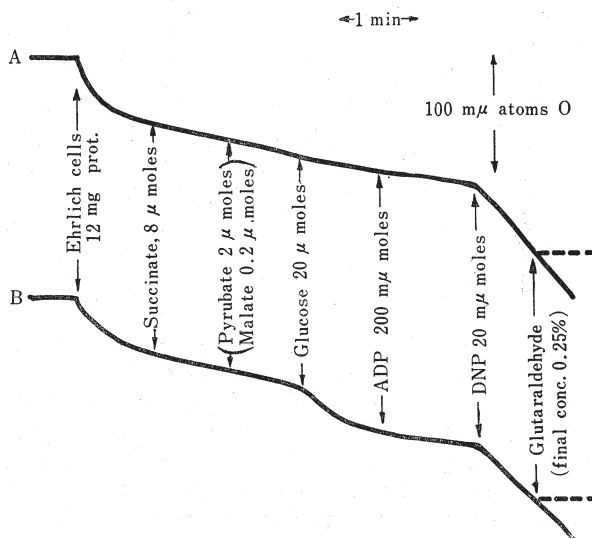 1 min
A
100 mμ atoms O
Ehrlich cells
12 mg prot.
Succinate, 8 μ moles
(Pyrubate 2 μ moles)
(Malate 0.2 μ.moles)
Glucose 20 μ moles
ADP 200 mμ moles
DNP 20 mμ moles
Glutaraldehyde
(final conc. 0.25%)
B